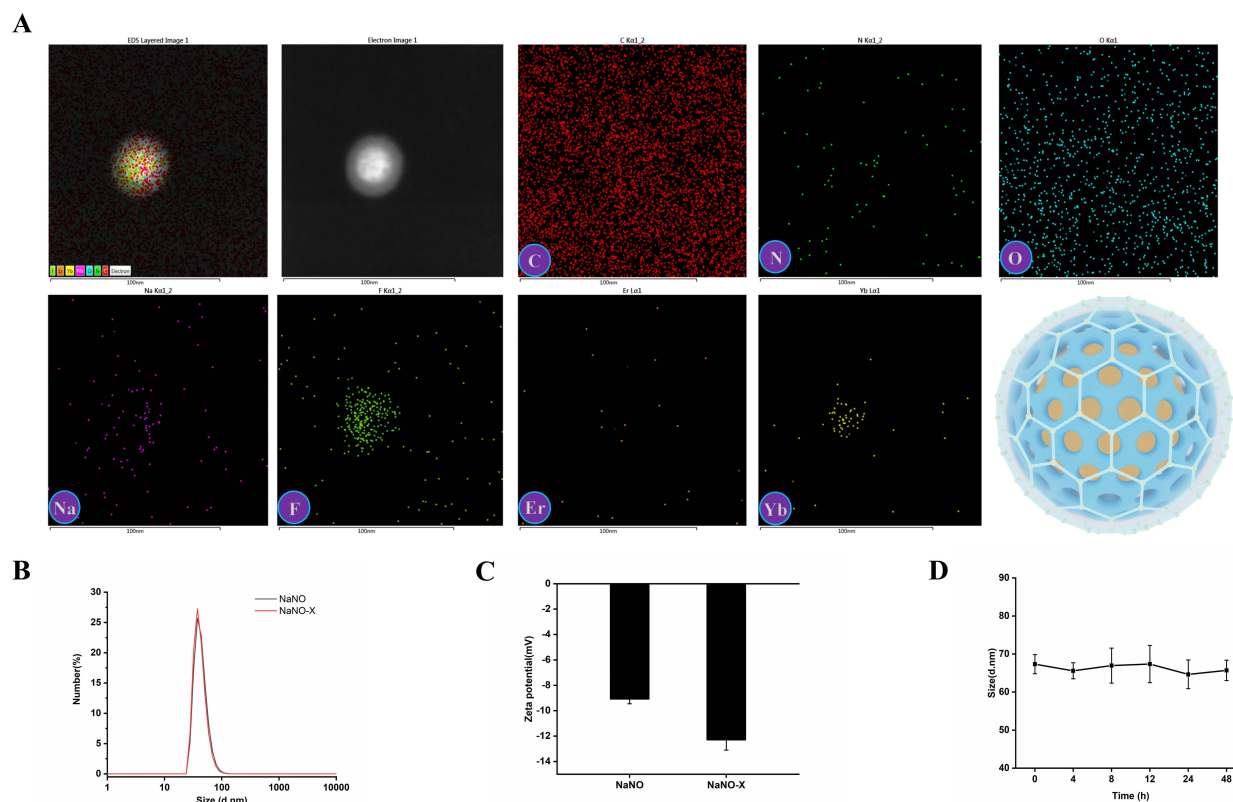 A
EDS Layered Image 1
Electron Image 1
C Kα1_2
N Kα1_2
O Kα1
Er
Yb
Na
O
N
C
Electron
C
N
O
100nm
100nm
100nm
100nm
100nm
Na Kα1_2
F Kα1_2
Er Lα1
Yb Lα1
Na
F
Er
Yb
100nm
100nm
100nm
100nm
B
C
D
30
25
20
15
10
5
0
Number(%)
NaNO
NaNO-X
1
10
100
1000
10000
Size (d.nm)
0
-2
-4
-6
-8
-10
-12
-14
Zeta potential(mV)
NaNO
NaNO-X
90
80
70
60
50
40
Size(d.nm)
0
4
8
12
24
48
Time (h)